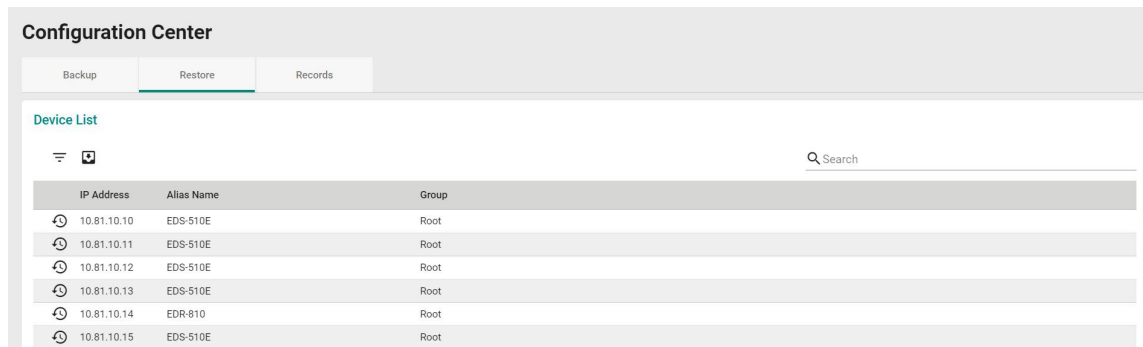 Configuration Center
Backup Restore Records
Device List
Search
IP Address Alias Name Group
10.81.10.10 EDS-510E Root
10.81.10.11 EDS-510E Root
10.81.10.12 EDS-510E Root
10.81.10.13 EDS-510E Root
10.81.10.14 EDR-810 Root
10.81.10.15 EDS-510E Root